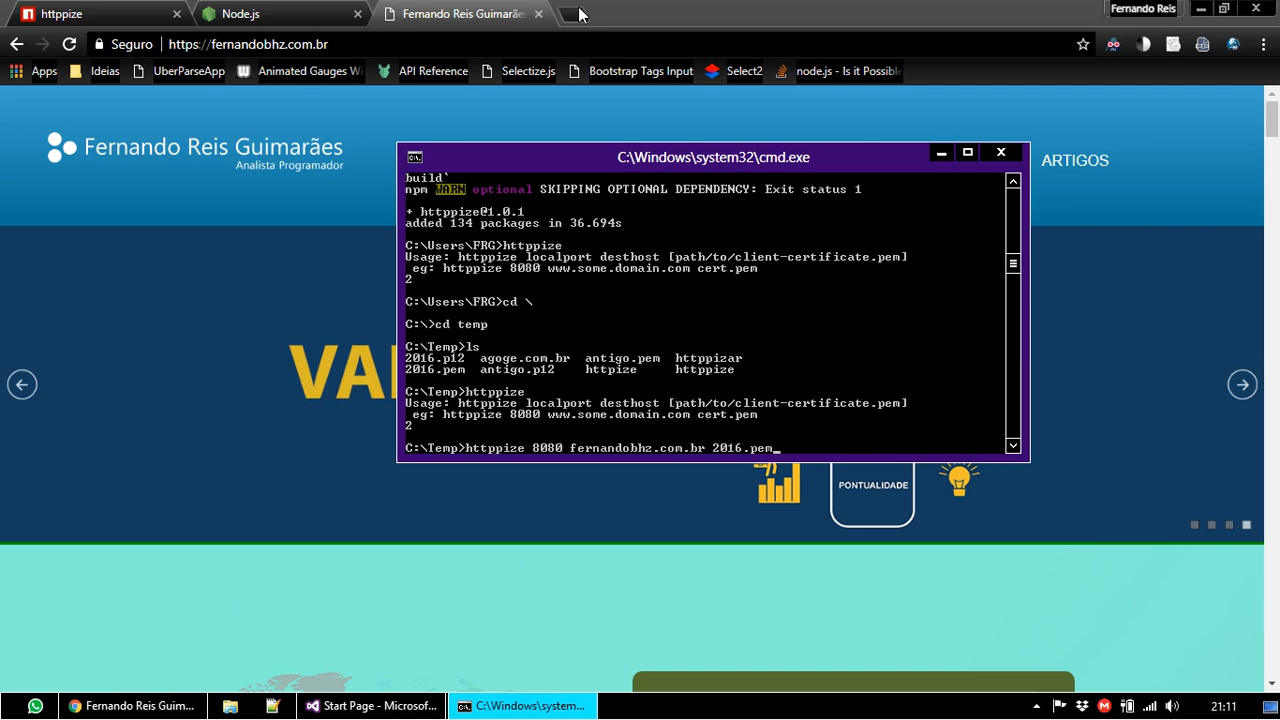 httppize
Node.js
Fernando Reis Guimarãe
Fernando Reis
Seguro
https://fernandobhz.com.br
Apps
Ideias
UberParseApp
Animated Gauges Wi
API Reference
Selectize.js
Bootstrap Tags Input
Select2
node.js - Is it Possible
Fernando Reis Guimarães
Analista Programador
ARTIGOS
C:\Windows\system32\cmd.exe
build`
npm WARN optional SKIPPING OPTIONAL DEPENDENCY: Exit status 1
+ httppize@1.0.1
added 134 packages in 36.694s
C:\Users\FRG>httppize
Usage: httppize localport desthost [path/to/client-certificate.pem]
eg: httppize 8080 www.some.domain.com cert.pem
2
C:\Users\FRG>cd \
C:\>cd temp
C:\Temp>ls
2016.p12 agoge.com.br antigo.pem httppizar
2016.pem antigo.p12 httpize httppize
C:\Temp>httppize
Usage: httppize localport desthost [path/to/client-certificate.pem]
eg: httppize 8080 www.some.domain.com cert.pem
2
C:\Temp>httppize 8080 fernandobhz.com.br 2016.pem_
VA
PONTUALIDADE
Fernando Reis Guim...
Start Page - Microsof...
C:\Windows\system...
21:11